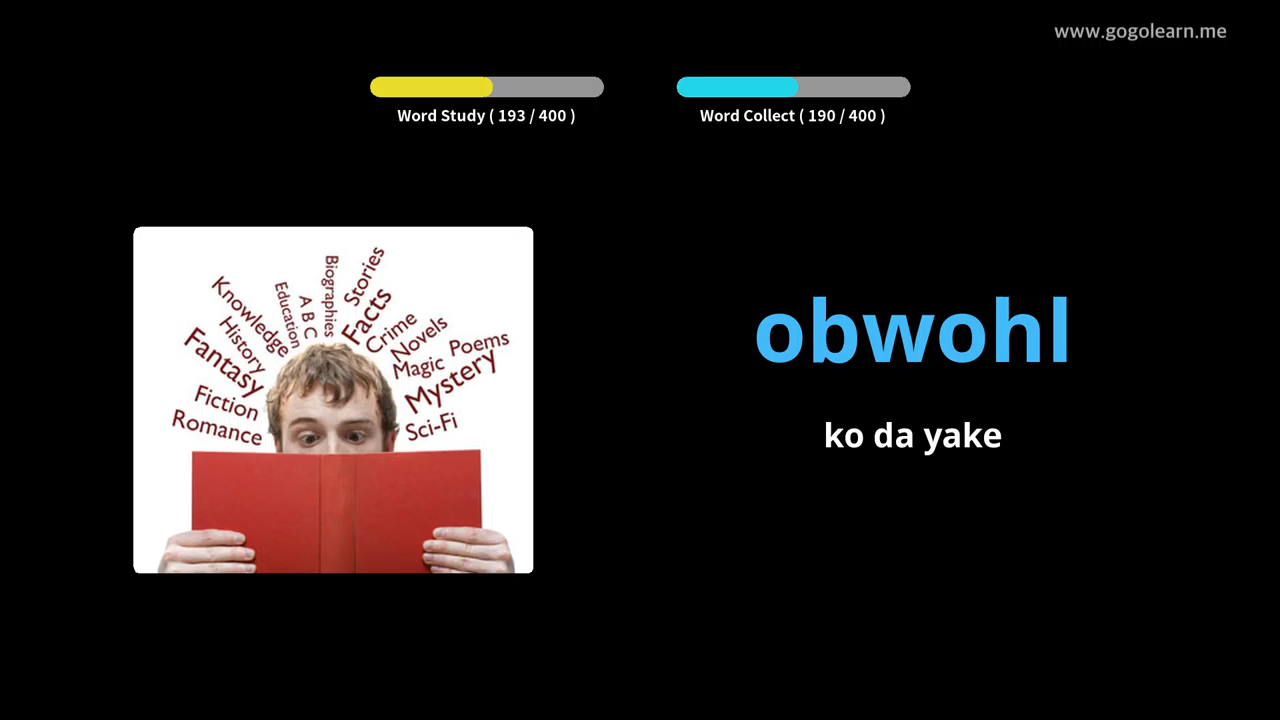 www.gogolearn.me
Word Study ( 193 / 400 )
Word Collect ( 190 / 400 )
Biographies
Stories
Education
A B C
Facts
Knowledge
History
Crime
Novels
Poems
Fantasy
Magic
Mystery
Fiction
Romance
Sci-Fi
obwohl
ko da yake